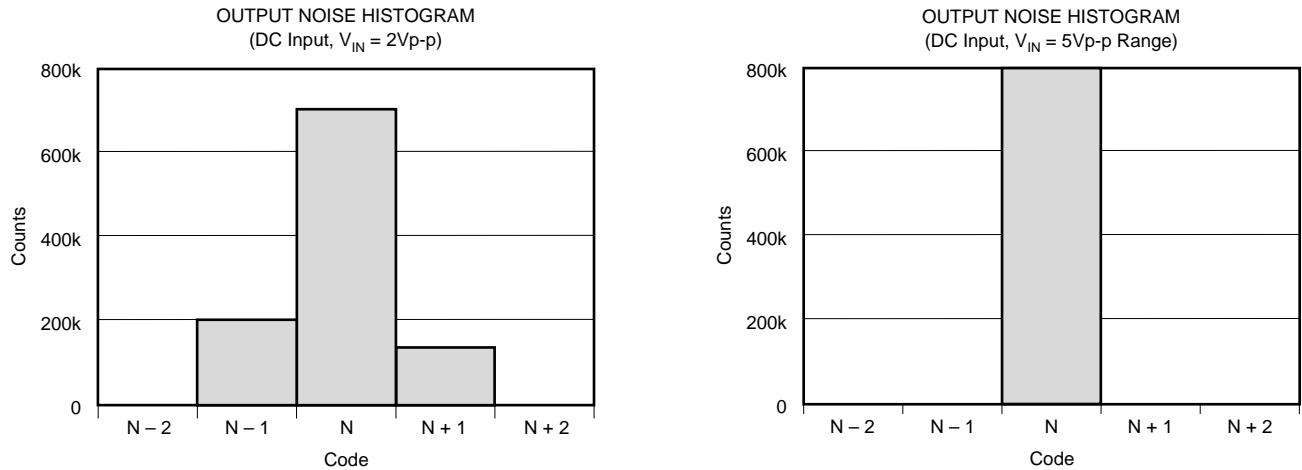 OUTPUT NOISE HISTOGRAM
(DC Input, V_IN = 2Vp-p)
800k
600k
400k
200k
0
Counts
N – 2 N – 1 N N + 1 N + 2
Code
OUTPUT NOISE HISTOGRAM
(DC Input, V_IN = 5Vp-p Range)
800k
600k
400k
200k
0
Counts
N – 2 N – 1 N N + 1 N + 2
Code